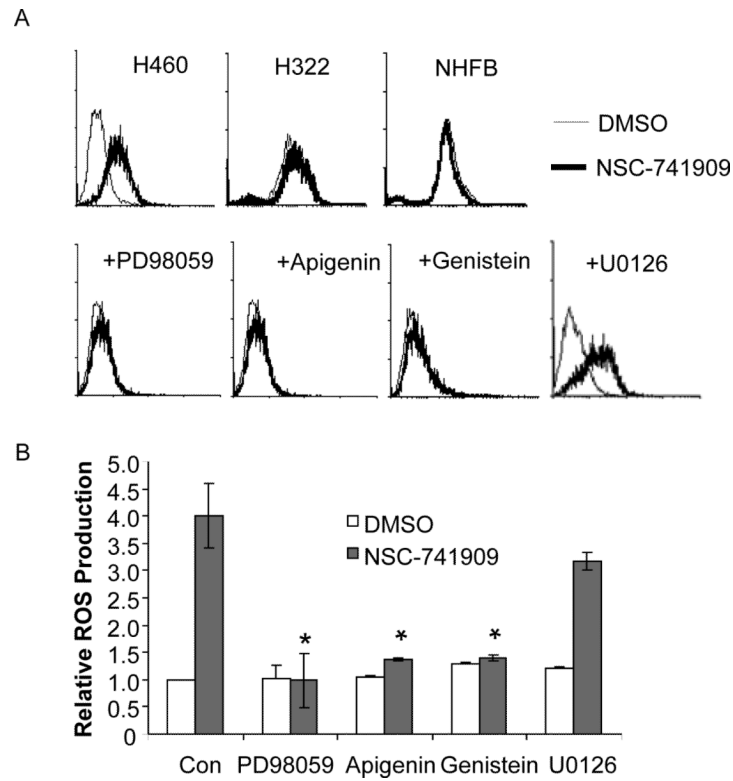 A
H460 H322 NHFB
DMSO
NSC-741909
+PD98059 +Apigenin +Genistein +U0126
B
Relative ROS Production
5.0
4.5
4.0
3.5
3.0
2.5
2.0
1.5
1.0
0.5
0
DMSO
NSC-741909
* * *
Con PD98059 Apigenin Genistein U0126